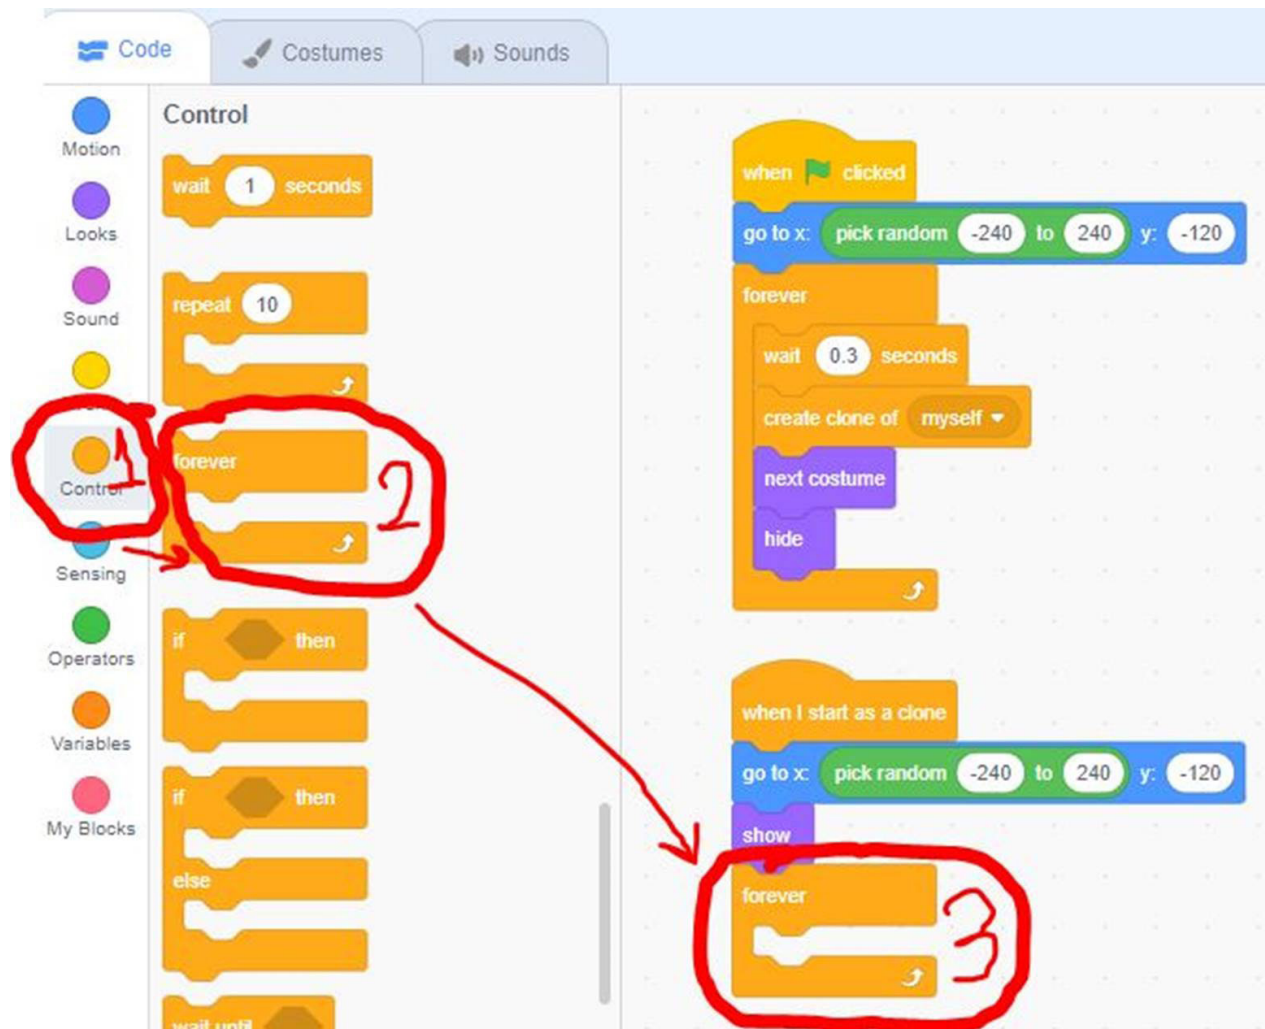 Code Costumes Sounds
Motion
Looks
Sound
1
Control
Sensing
Operators
Variables
My Blocks
Control
wait 1 seconds
repeat 10
forever
2
if then
if then
else
wait until
when clicked
go to x: pick random -240 to 240 y: -120
forever
wait 0.3 seconds
create clone of myself
next costume
hide
when I start as a clone
go to x: pick random -240 to 240 y: -120
show
forever
3